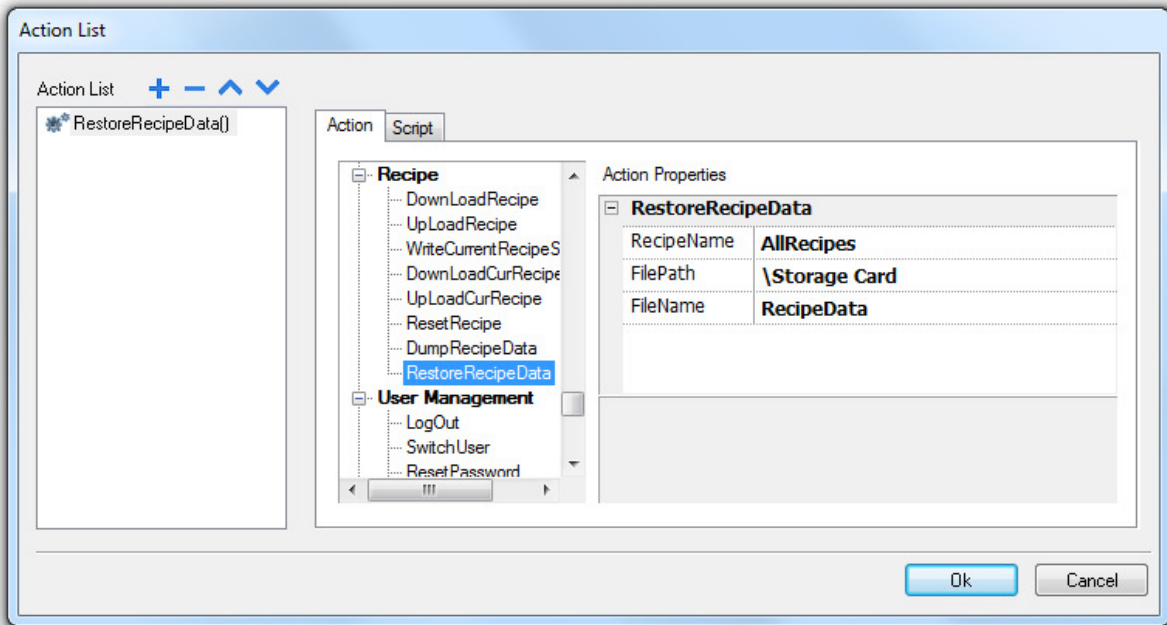 Action List
Action List
RestoreRecipeData()
Action Script
Recipe
DownLoadRecipe
UpLoadRecipe
WriteCurrentRecipeS
DownLoadCurRecipe
UpLoadCurRecipe
ResetRecipe
DumpRecipeData
RestoreRecipeData
User Management
LogOut
SwitchUser
ResetPassword
Action Properties
RestoreRecipeData
RecipeName AllRecipes
FilePath \Storage Card
FileName RecipeData
Ok Cancel